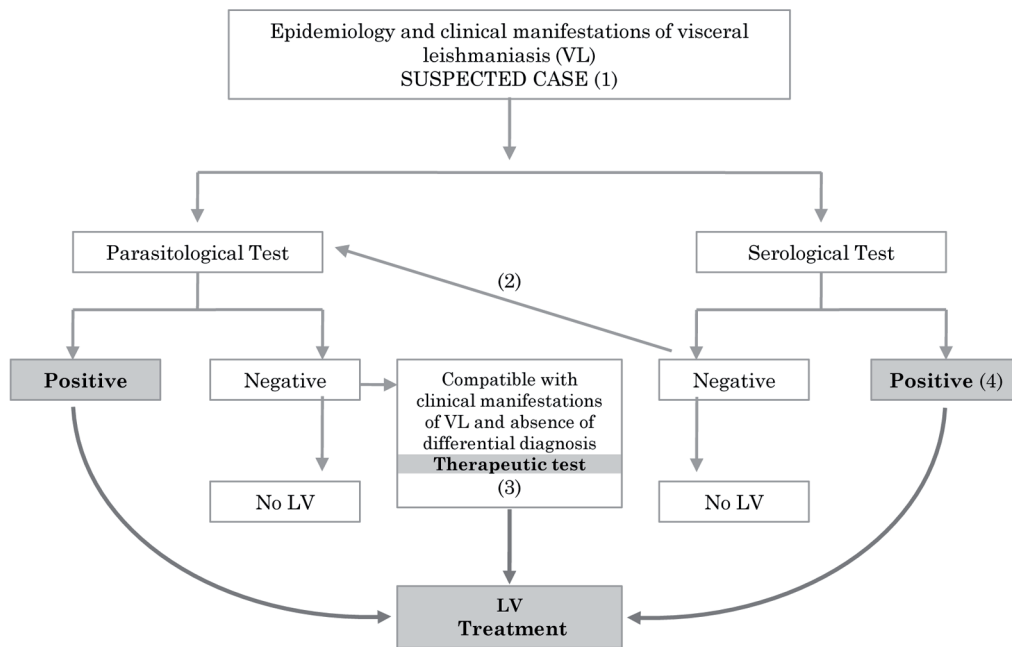 Epidemiology and clinical manifestations of visceral
leishmaniasis (VL)
SUSPECTED CASE (1)
Parasitological Test
Serological Test
(2)
Positive
Negative
Compatible with
clinical manifestations
of VL and absence of
differential diagnosis
Therapeutic test
(3)
Negative
Positive (4)
No LV
No LV
LV
Treatment